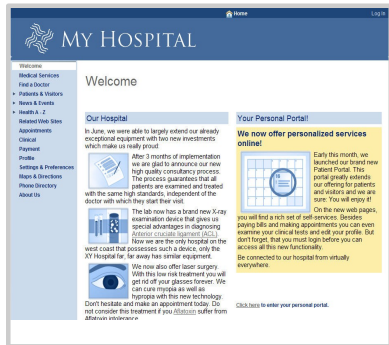 Home
Log In
MY HOSPITAL
Welcome
Medical Services
Find a Doctor
Patients & Visitors
News & Events
Health A - Z
Related Web Sites
Appointments
Clinical
Payment
Profile
Settings & Preferences
Maps & Directions
Phone Directory
About Us
Welcome
Our Hospital
In June, we were able to largely extend our already
exceptional equipment with two new investments
which make us really proud:
After 3 months of implementation
we are glad to announce our new
high quality consultancy process.
The process guarantees that all
patients are examined and treated
with the same high standards, independent of the
doctor with which they start their visit.
The lab now has a brand new X-ray
examination device that gives us
special advantages in diagnosing
Anterior cruciate ligament (ACL).
Now we are the only hospital on the
west coast that possesses such a device, only the
XY Hospital far, far away has similar equipment.
We now also offer laser surgery.
With this low risk treatment you will
get rid off your glasses forever. We
can cure myopia as well as
hypropia with this new technology.
Don't hesitate and make an appointment today. Do
not consider this treatment if you Aflatoxin suffer from
Aflatoxin intolerance
Your Personal Portal!
We now offer personalized services
online!
Early this month, we
launched our brand new
Patient Portal. This
portal greatly extends
our offering for patients
and visitors and we are
sure: You will enjoy it!
On the new web pages,
you will find a rich set of self-services. Besides
paying bills and making appointments you can even
examine your clinical tests and edit your profile. But
don't forget, that you must login before you can
access all this new functionality.
Be connected to our hospital from virtually
everywhere.
Click here to enter your personal portal.